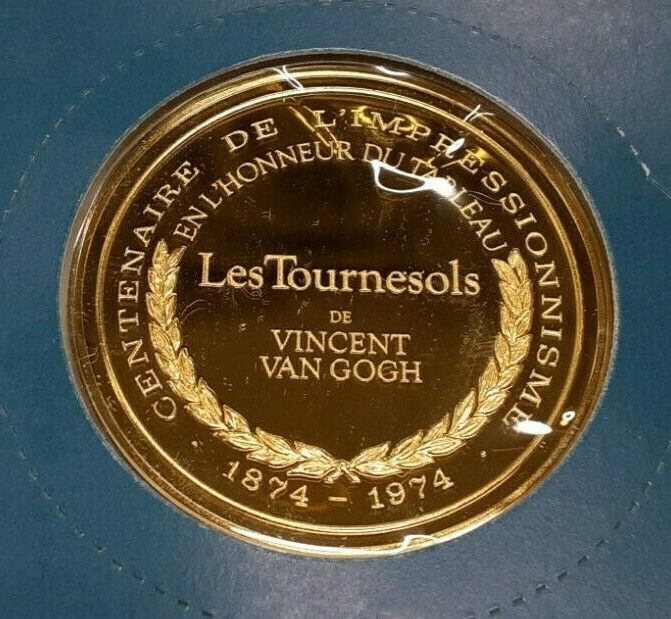 CENTENAIRE DE L'IMPRESSIONNISME
EN L'HONNEUR DU TABLEAU
Les Tournesols
DE
VINCENT
VAN GOGH
1874 - 1974